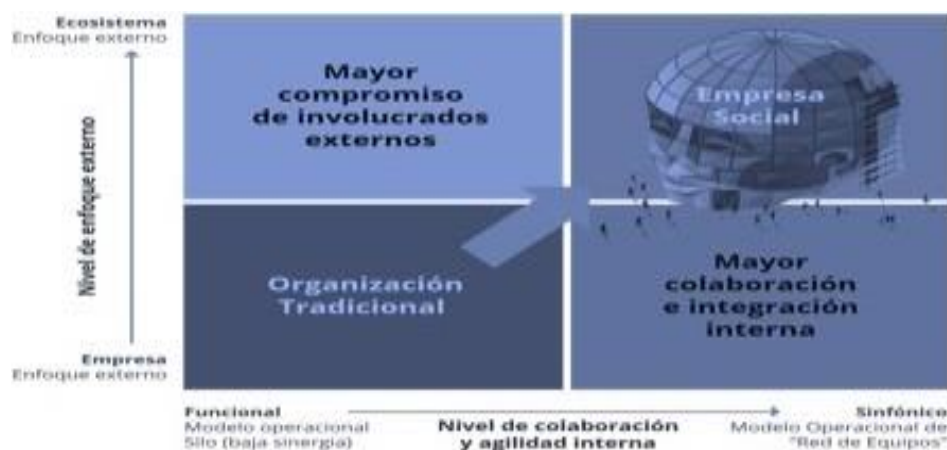 Ecosistema
Enfoque externo
Nivel de enfoque externo
Empresa
Enfoque externo
Mayor
compromiso
de involucrados
externos
Empresa
Social
Organización
Tradicional
Mayor
colaboración
e integración
interna
Funcional
Modelo operacional
Silo (baja sinergia)
Nivel de colaboración
y agilidad interna
Sinfónico
Modelo Operacional de
"Red de Equipos"